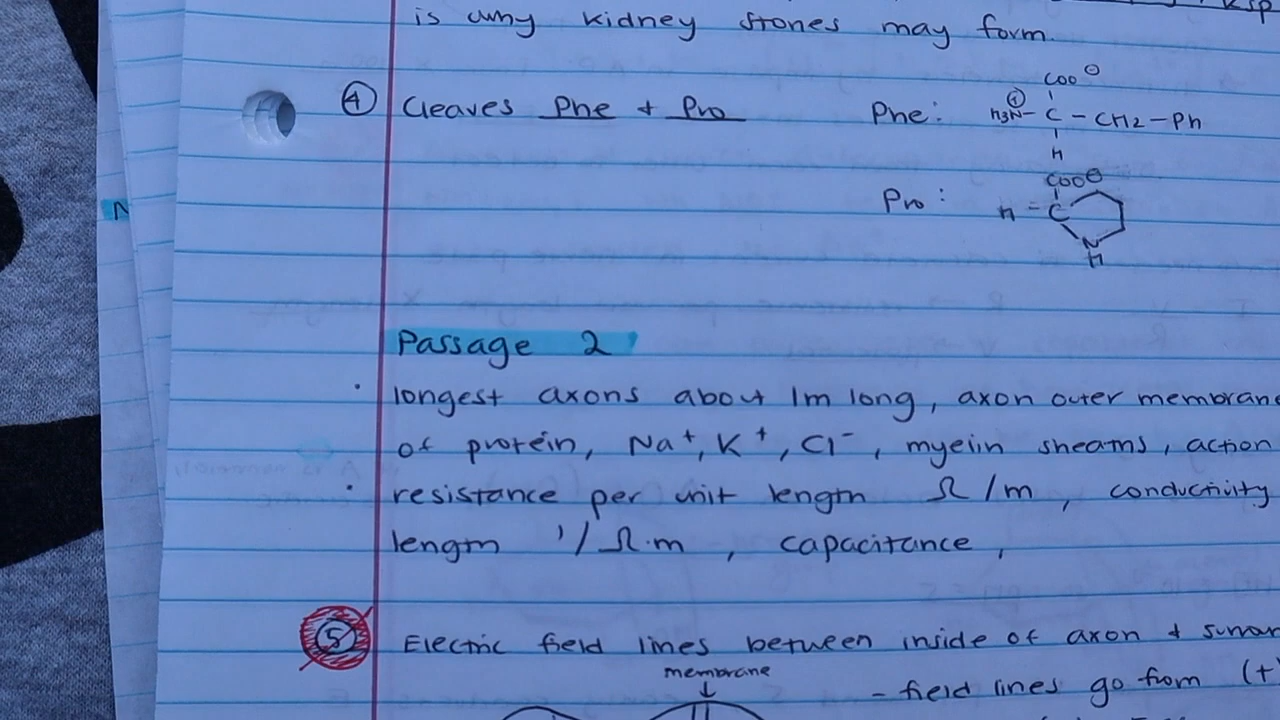 is why kidney stones may form.
④ Cleaves Phe + Pro
Phe: H3N⊕ - C - CH2 - Ph
COO⊖
H
Pro:
COO⊖
H - C
N
H
Passage 2
· longest axons about 1m long, axon outer membrane
of protein, Na+, K+, Cl-, myelin sheaths, action
· resistance per unit length Ω/m, conductivity
length 1/Ω·m, capacitance,
⑤ Electric field lines between inside of axon +
membrane
- field lines go from (+)